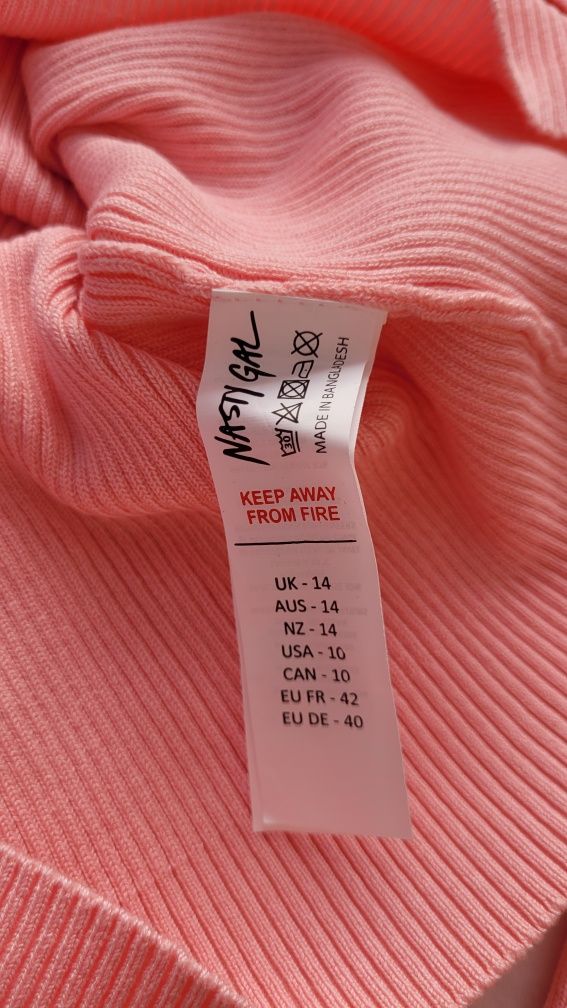 NASTY GAL
30
MADE IN BANGLADESH
KEEP AWAY
FROM FIRE
UK - 14
AUS - 14
NZ - 14
USA - 10
CAN - 10
EU FR - 42
EU DE - 40